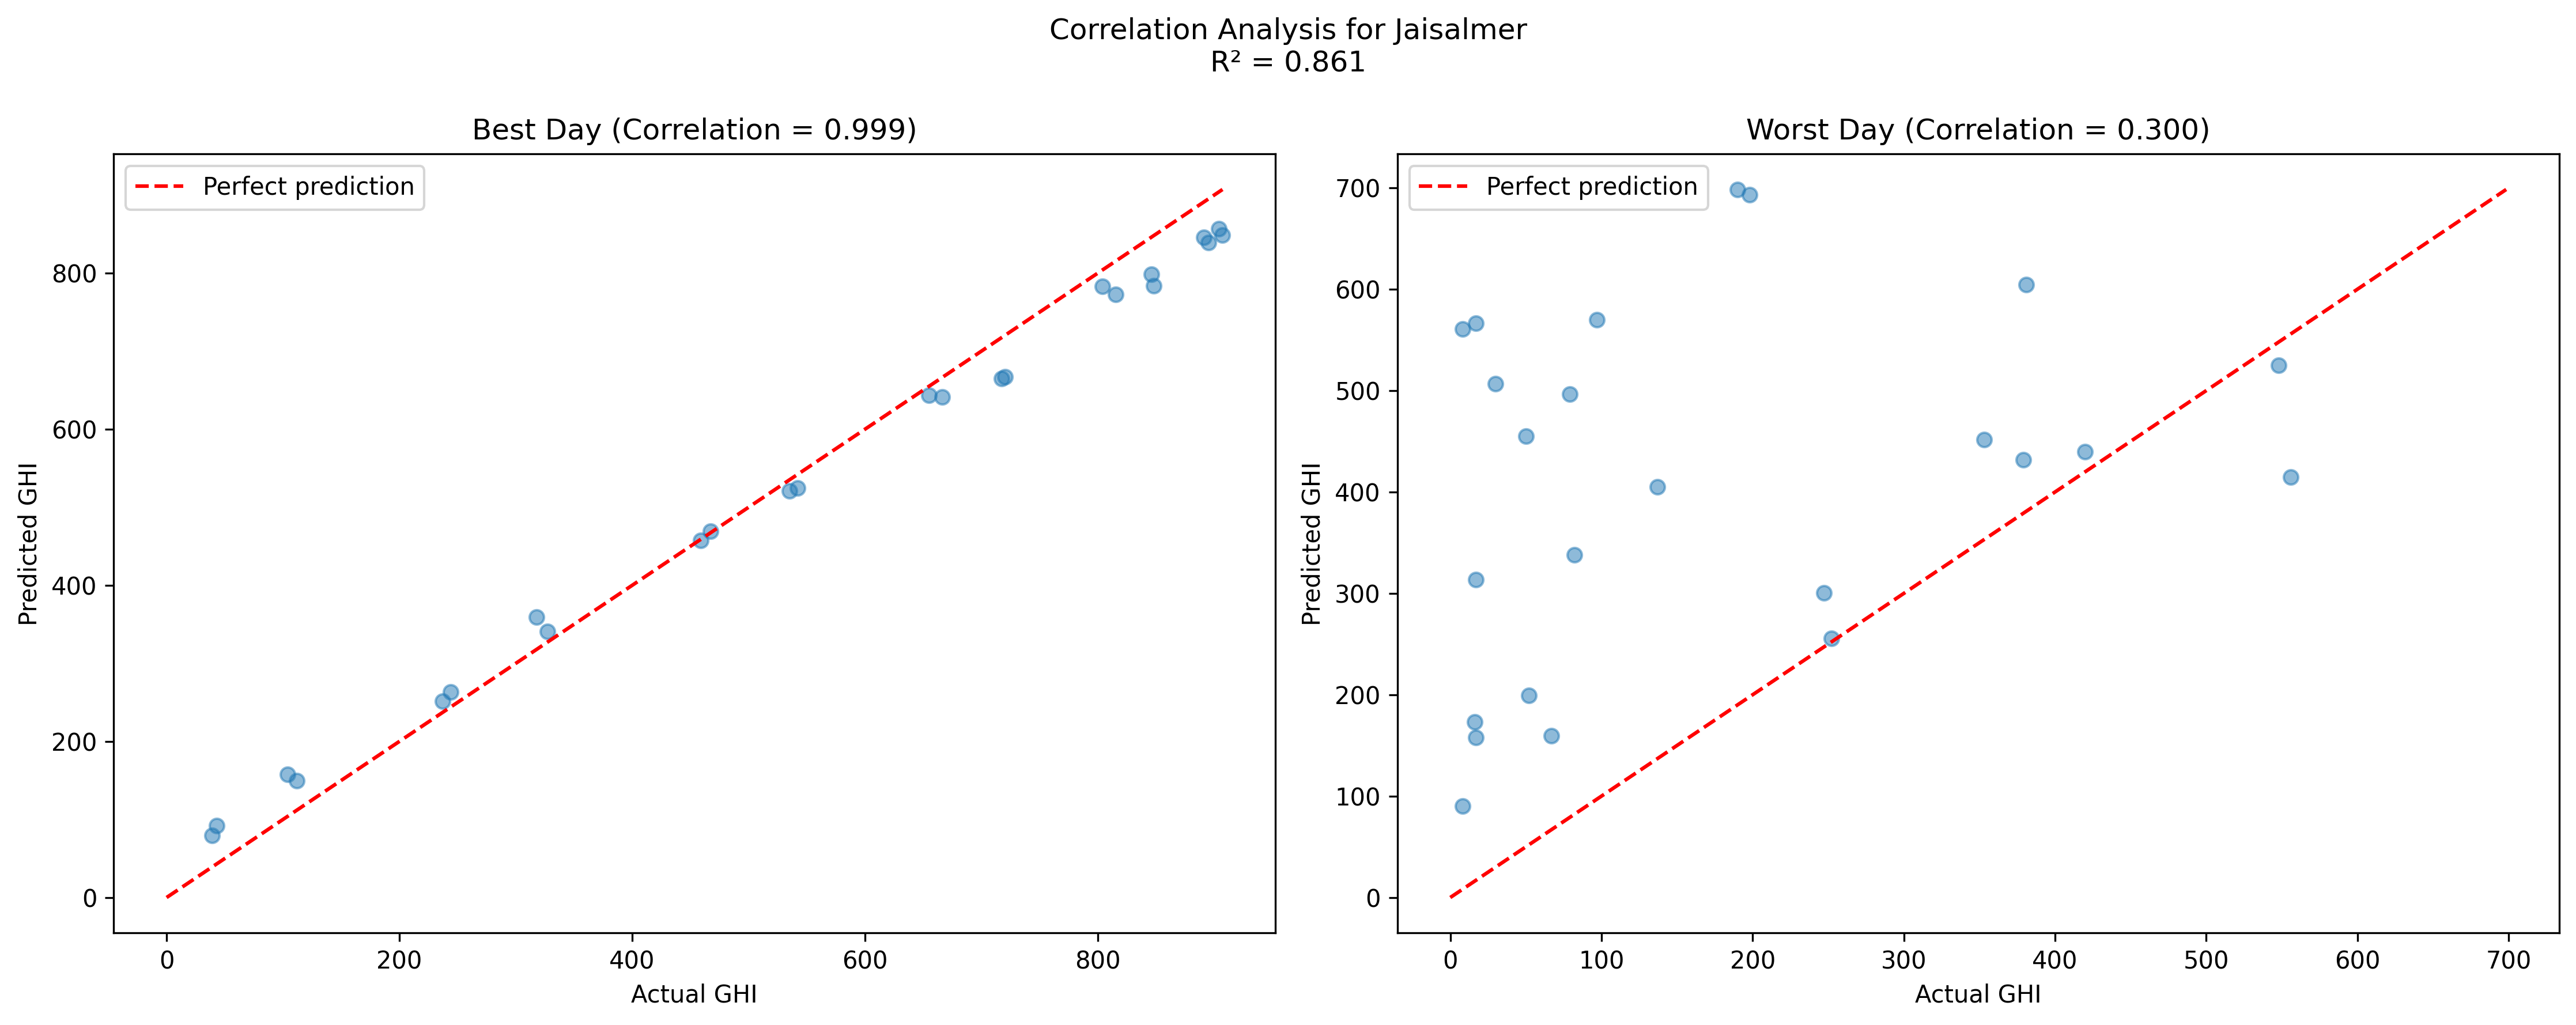 Correlation Analysis for Jaisalmer
R² = 0.861
Best Day (Correlation = 0.999)
Perfect prediction
Predicted GHI
800
600
400
200
0
0 200 400 600 800
Actual GHI
Worst Day (Correlation = 0.300)
Perfect prediction
Predicted GHI
700
600
500
400
300
200
100
0
0 100 200 300 400 500 600 700
Actual GHI